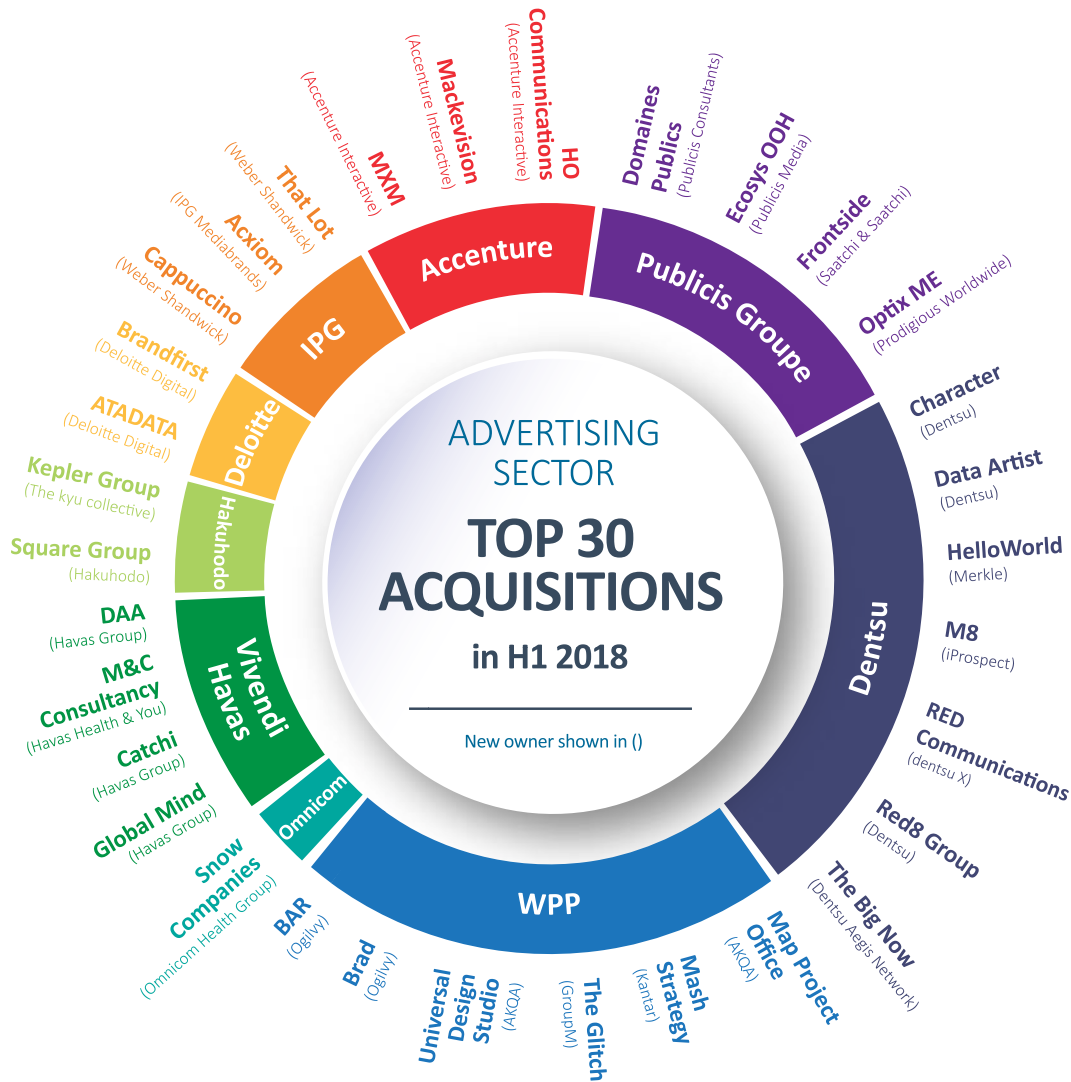 ADVERTISING
SECTOR
TOP 30
ACQUISITIONS
in H1 2018
New owner shown in ()
Accenture
MXM
(Accenture Interactive)
Mackevision
(Accenture Interactive)
HO
Communications
(Accenture Interactive)
Publicis Groupe
Domaines
Publics
(Publicis Consultants)
Ecosys OOH
(Publicis Media)
Frontside
(Saatchi & Saatchi)
Optix ME
(Prodigious Worldwide)
Dentsu
Character
(Dentsu)
Data Artist
(Dentsu)
HelloWorld
(Merkle)
M8
(iProspect)
RED
Communications
(dentsu X)
Red8 Group
(Dentsu)
The Big Now
(Dentsu Aegis Network)
WPP
Map Project
Office
(AKQA)
Mash
Strategy
(Kantar)
The Glitch
(GroupM)
Universal
Design
Studio
(AKQA)
Brad
(Ogilvy)
BAR
(Ogilvy)
Omnicom
Snow
Companies
(Omnicom Health Group)
Vivendi
Havas
Global Mind
(Havas Group)
Catchi
(Havas Group)
M&C
Consultancy
(Havas Health & You)
DAA
(Havas Group)
Hakuhodo
Square Group
(Hakuhodo)
Kepler Group
(The kyu collective)
Deloitte
ATADATA
(Deloitte Digital)
Brandfirst
(Deloitte Digital)
IPG
Cappuccino
(Weber Shandwick)
Acxiom
(IPG Mediabrands)
That Lot
(Weber Shandwick)